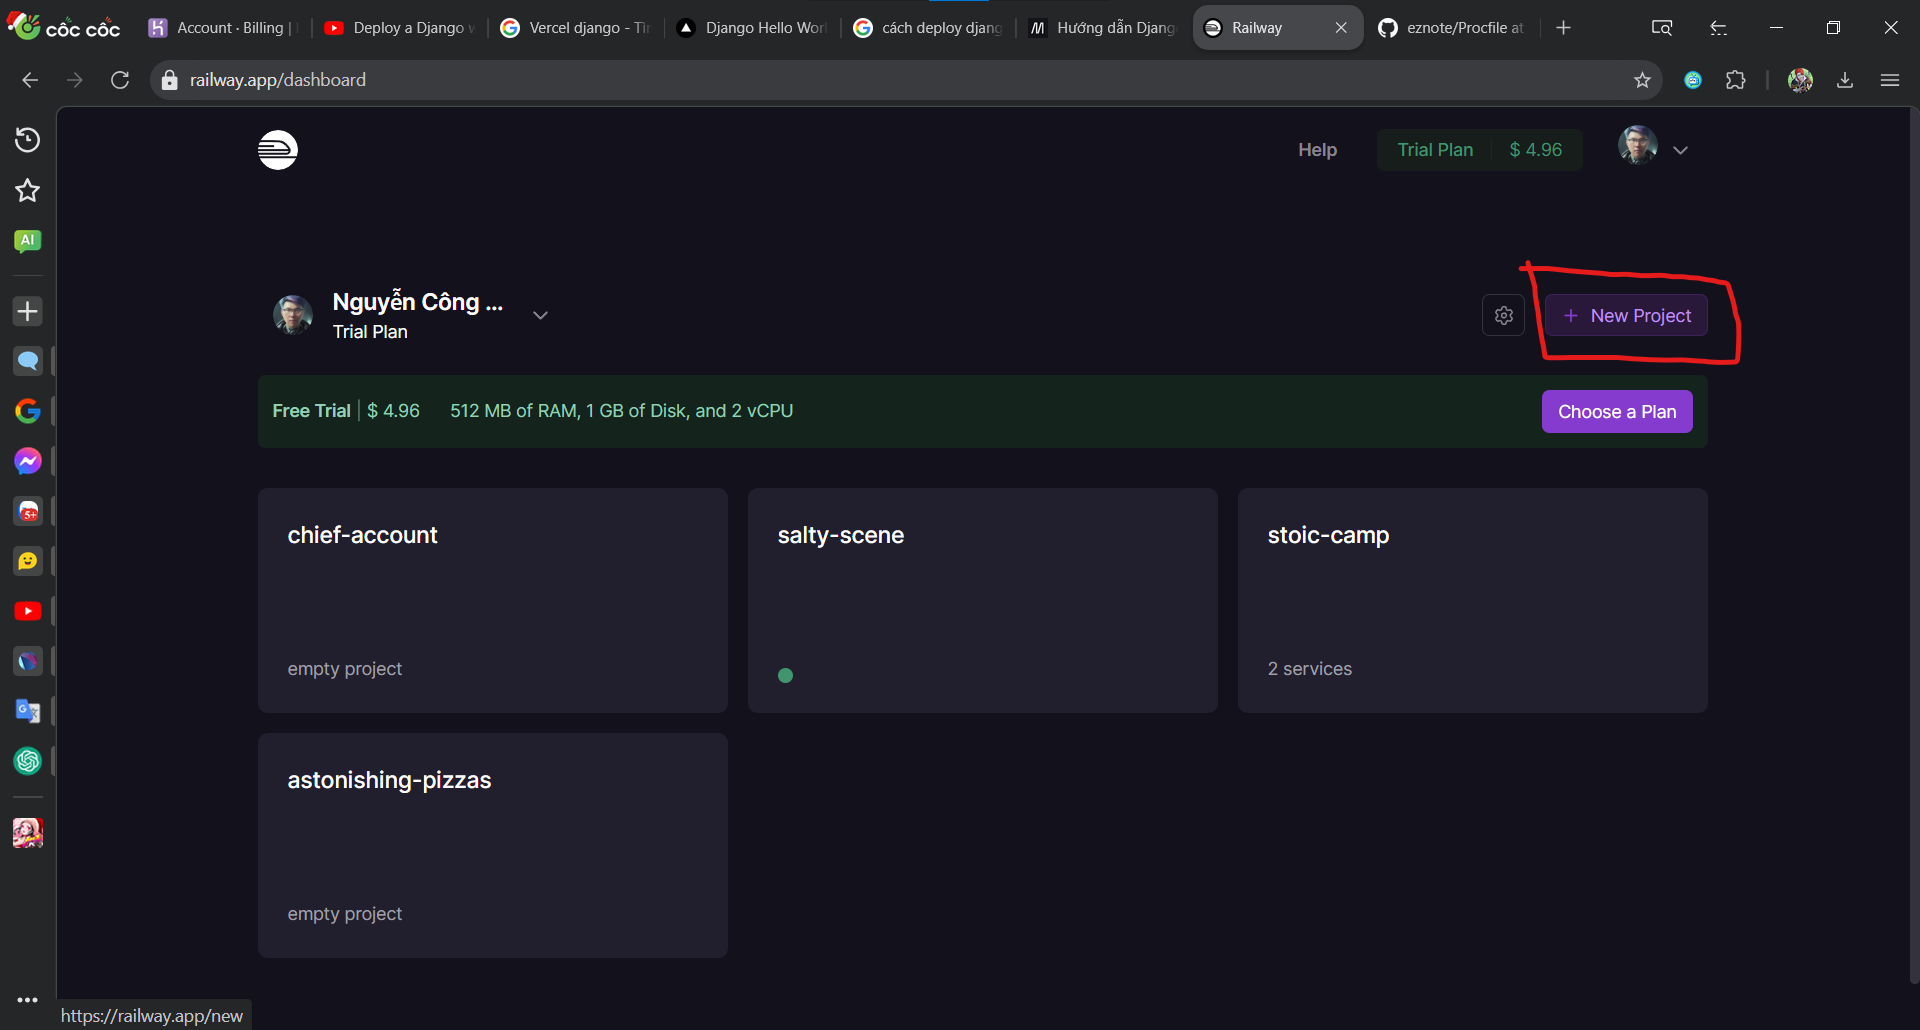 cốc cốc
Account · Billing |
Deploy a Django
Vercel django - Tìn
Django Hello Worl
cách deploy djang
Hướng dẫn Djang
Railway
eznote/Procfile at
railway.app/dashboard
AI
Help
Trial Plan
$ 4.96
Nguyễn Công ...
Trial Plan
+ New Project
Free Trial | $ 4.96
512 MB of RAM, 1 GB of Disk, and 2 vCPU
Choose a Plan
chief-account
salty-scene
stoic-camp
empty project
2 services
astonishing-pizzas
empty project
5+
https://railway.app/new